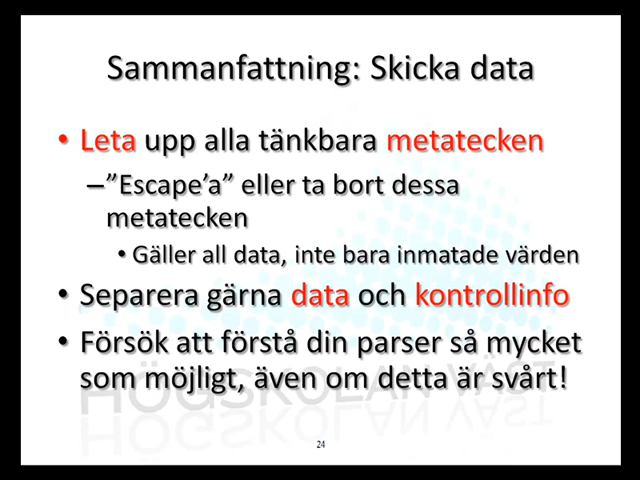 Sammanfattning: Skicka data
• Leta upp alla tänkbara metatecken
–”Escape’a” eller ta bort dessa
metatecken
• Gäller all data, inte bara inmatade värden
• Separera gärna data och kontrollinfo
• Försök att förstå din parser så mycket
som möjligt, även om detta är svårt!
HÖGSKOLAN VÄST
24